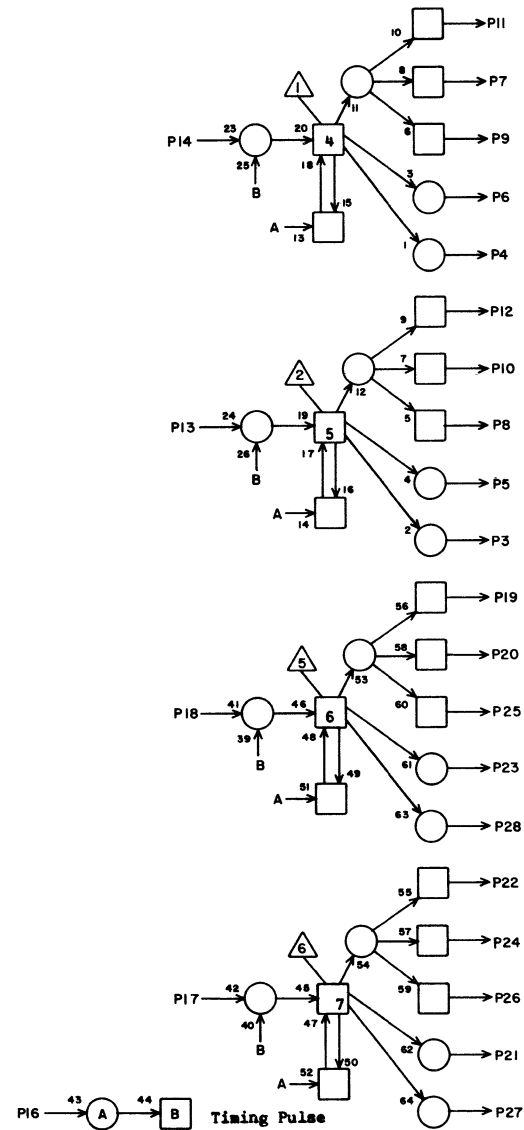 10 P11
1 8 P7
11
23 20 4 6 P9
P14
25 18 3
B 15 P6
A
13 1 P4
9 P12
2 7 P10
12
24 19 5 5 P8
P13
26 17 4
B 16 P5
A
14 2 P3
56 P19
5 58 P20
53
41 46 6 60 P25
P18
39 48 61
B 49 P23
A 51
63 P28
55 P22
6 57 P24
54
42 45 7 59 P26
P17
40 47 62
B 50 P21
A 52
64 P27
43 44
P16 A B Timing Pulse